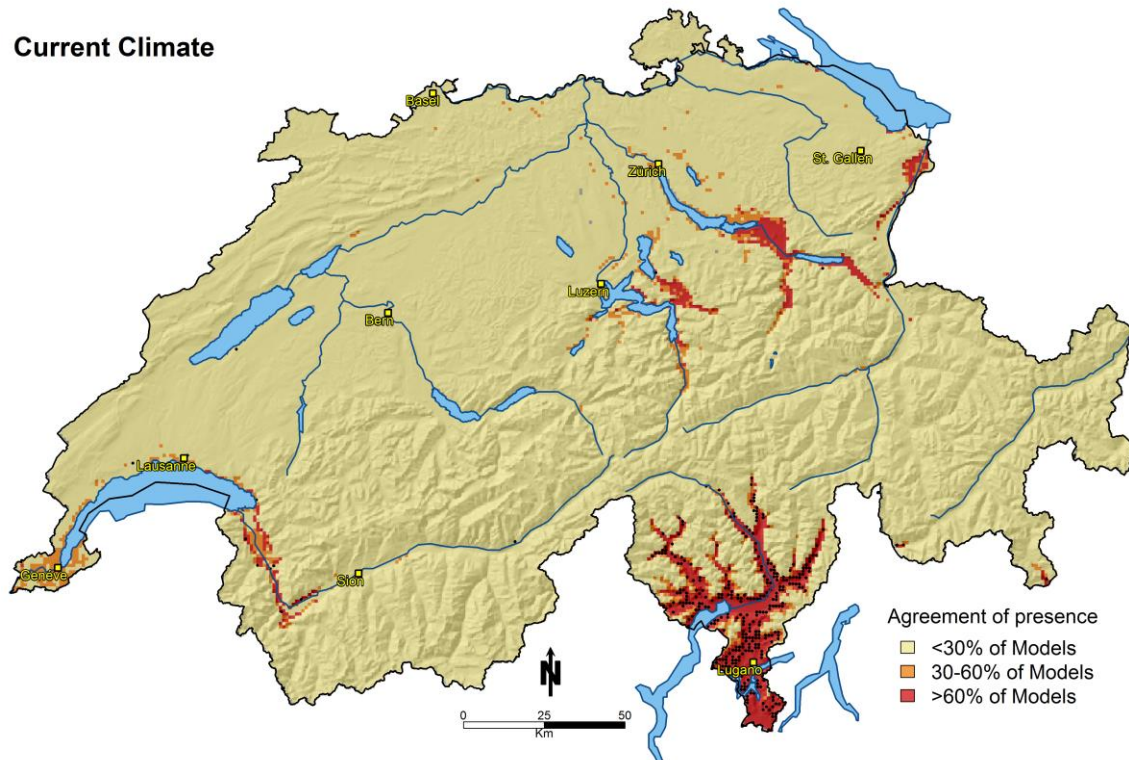 Current Climate
Basel
St. Gallen
Zürich
Luzern
Bern
Lausanne
Genève
Sion
Lugano
Agreement of presence
<30% of Models
30-60% of Models
>60% of Models
N
0 25 50
Km